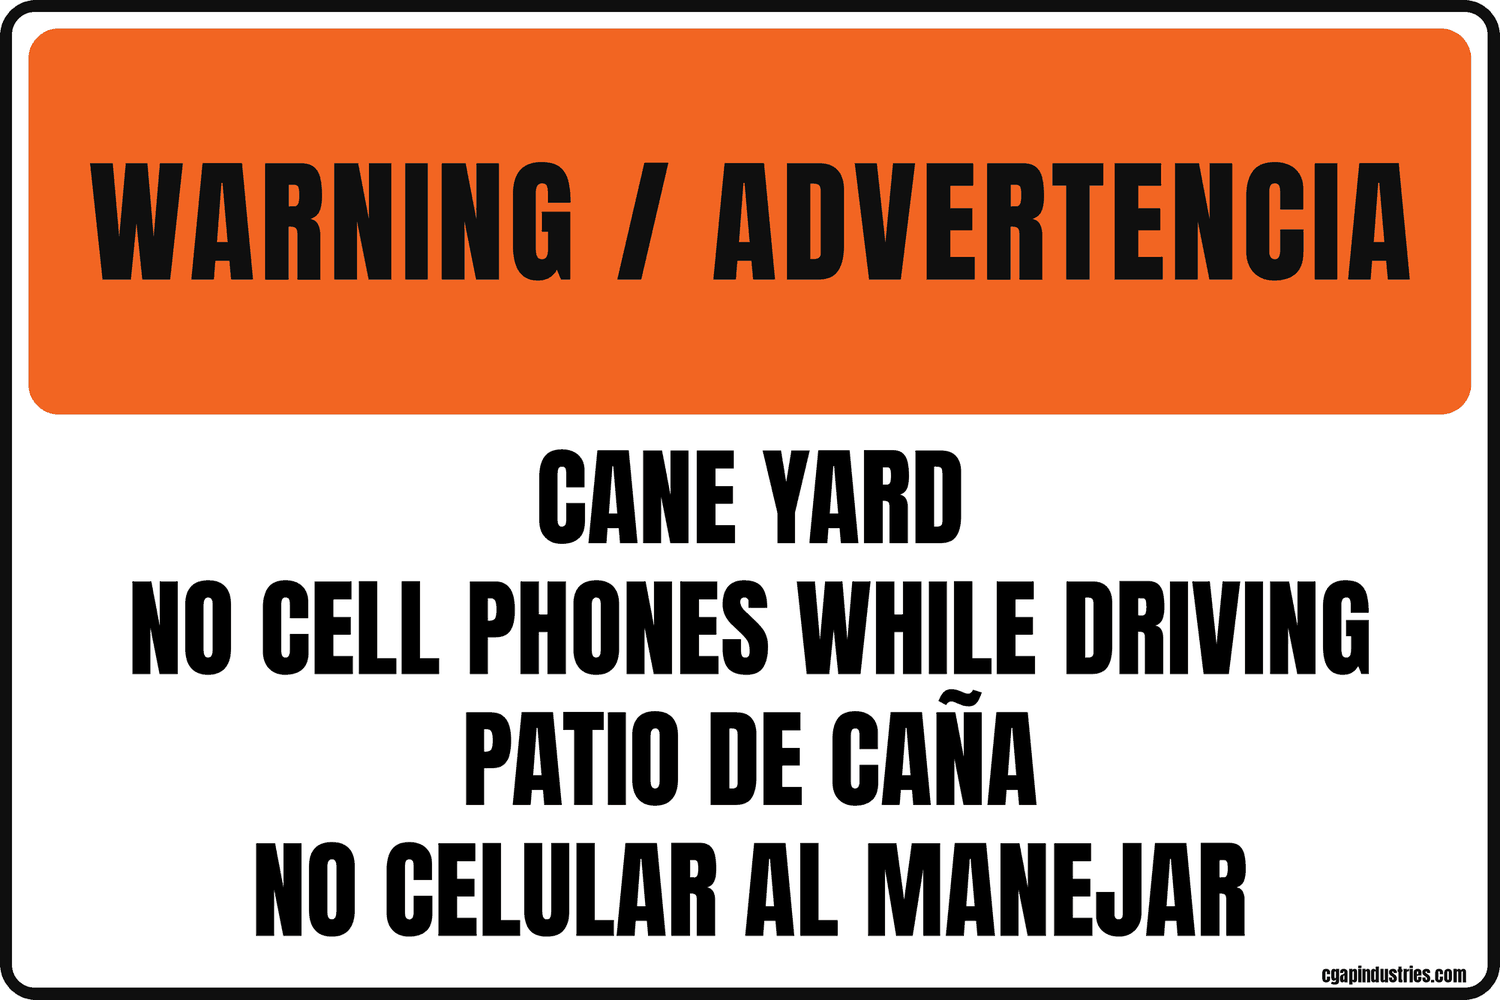 WARNING / ADVERTENCIA
CANE YARD
NO CELL PHONES WHILE DRIVING
PATIO DE CAÑA
NO CELULAR AL MANEJAR
cgapindustries.com